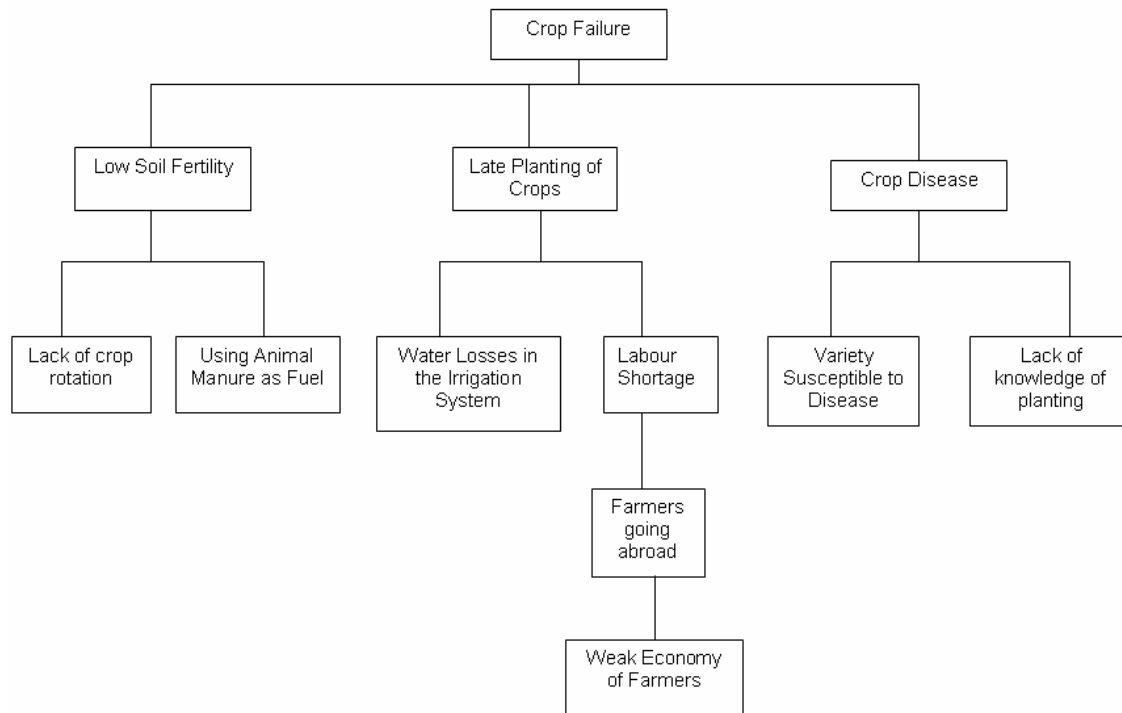 Crop Failure
Low Soil Fertility
Late Planting of
Crops
Crop Disease
Lack of crop
rotation
Using Animal
Manure as Fuel
Water Losses in
the Irrigation
System
Labour
Shortage
Variety
Susceptible to
Disease
Lack of
knowledge of
planting
Farmers
going
abroad
Weak Economy
of Farmers